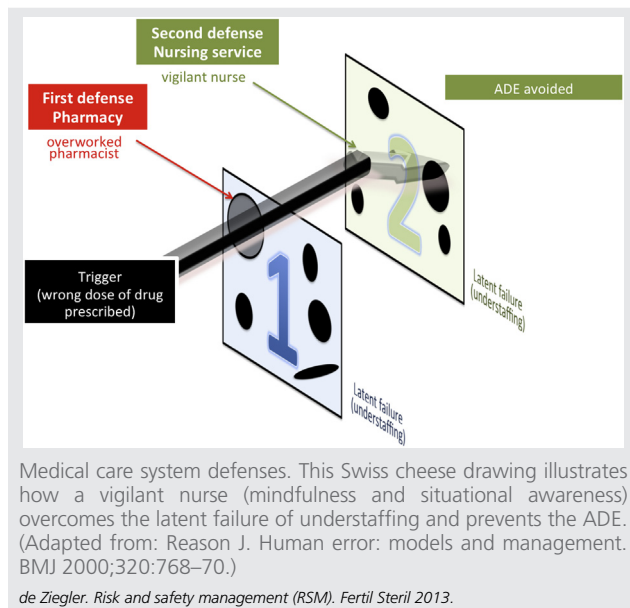 Second defense
Nursing service
vigilant nurse
ADE avoided
First defense
Pharmacy
overworked
pharmacist
2
Trigger
(wrong dose of drug
prescribed)
1
Latent failure
(understaffing)
Latent failure
(understaffing)
Medical care system defenses. This Swiss cheese drawing illustrates
how a vigilant nurse (mindfulness and situational awareness)
overcomes the latent failure of understaffing and prevents the ADE.
(Adapted from: Reason J. Human error: models and management.
BMJ 2000;320:768–70.)
de Ziegler. Risk and safety management (RSM). Fertil Steril 2013.